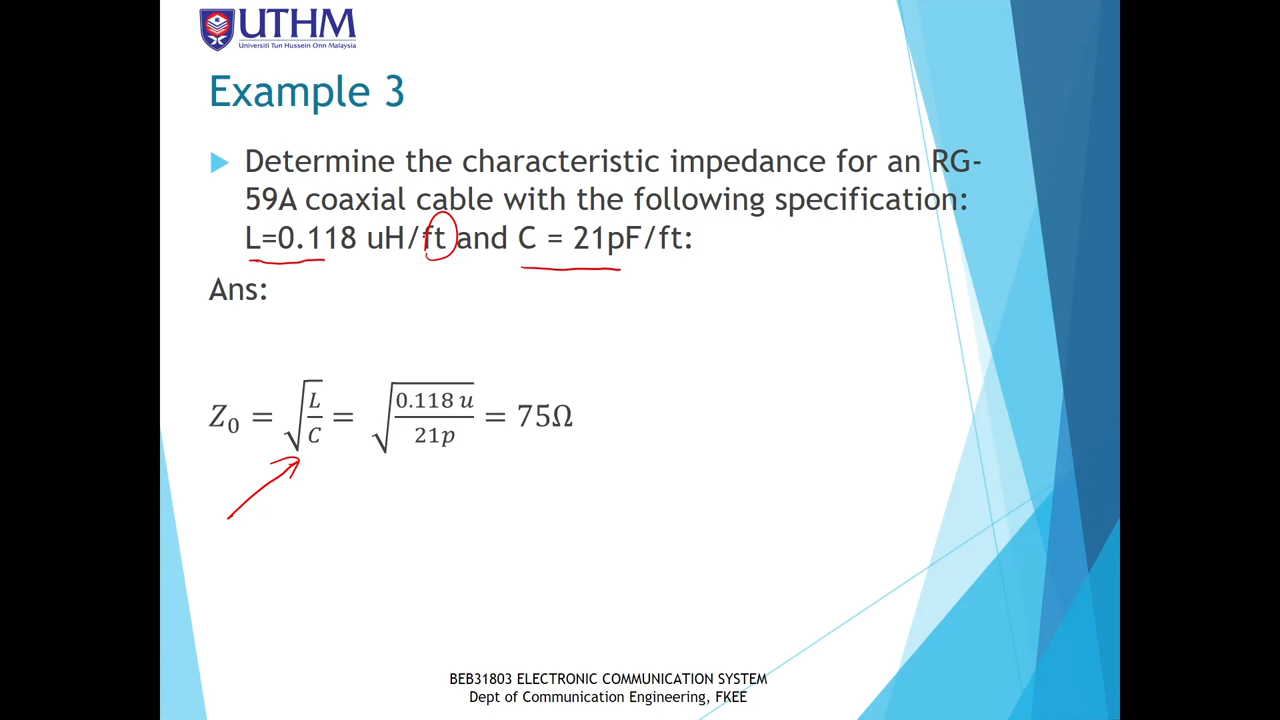 UTHM
Universiti Tun Hussein Onn Malaysia
Example 3
Determine the characteristic impedance for an RG-
59A coaxial cable with the following specification:
L=0.118 uH/ft and C = 21pF/ft:
Ans:
Z₀ = √(L/C) = √(0.118 u/21p) = 75Ω
BEB31803 ELECTRONIC COMMUNICATION SYSTEM
Dept of Communication Engineering, FKEE